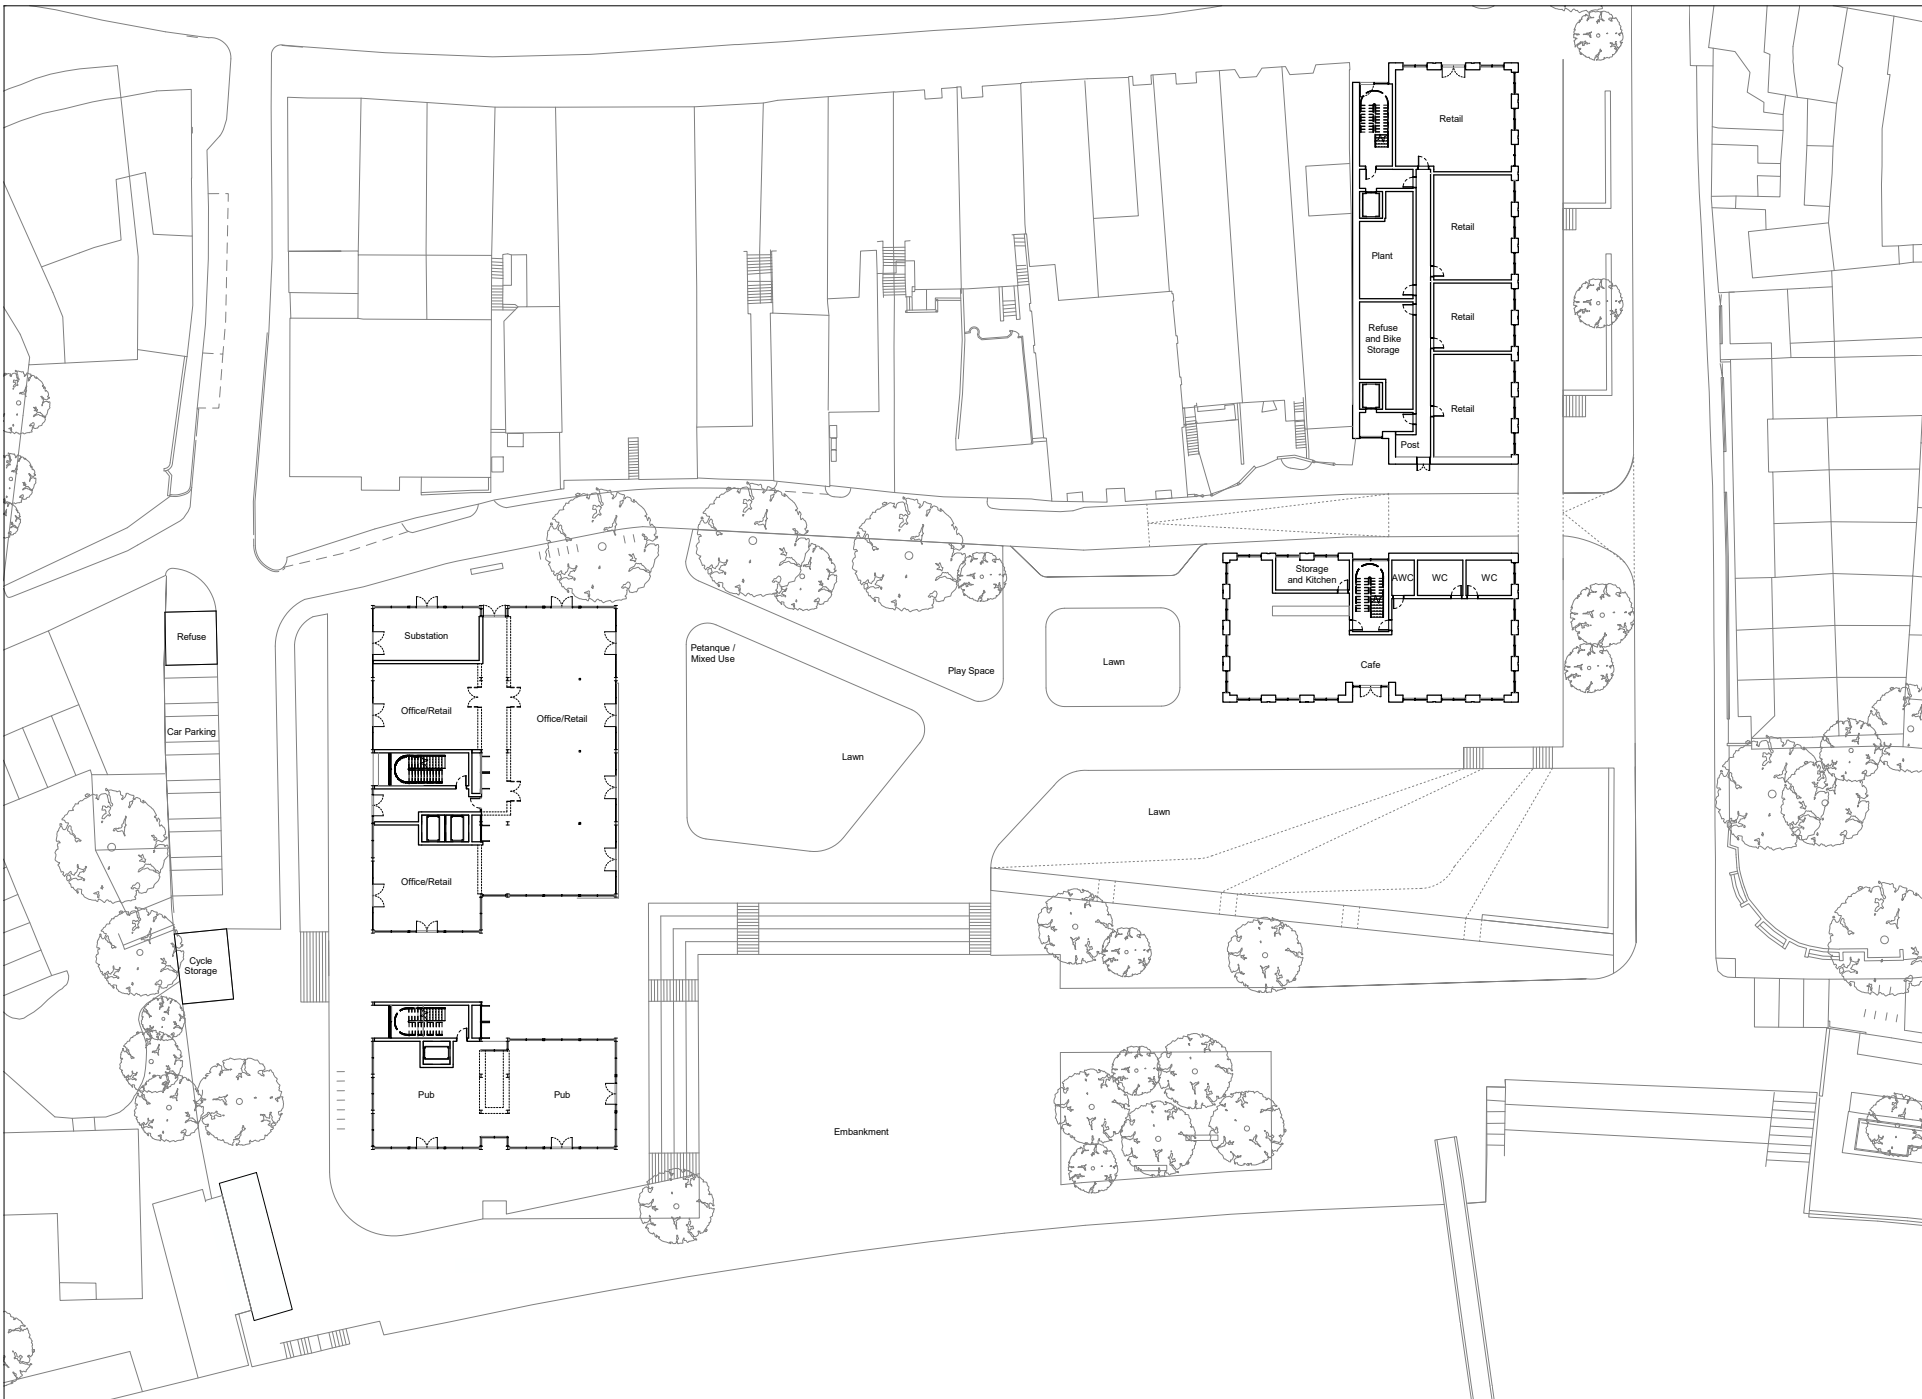 Retail
Retail
Plant
Retail
Refuse
and Bike
Storage
Retail
Post
Storage
and Kitchen
AWC
WC
WC
Refuse
Substation
Petanque /
Mixed Use
Play Space
Lawn
Cafe
Office/Retail
Office/Retail
Car Parking
Lawn
Lawn
Office/Retail
Cycle
Storage
Pub
Pub
Embankment